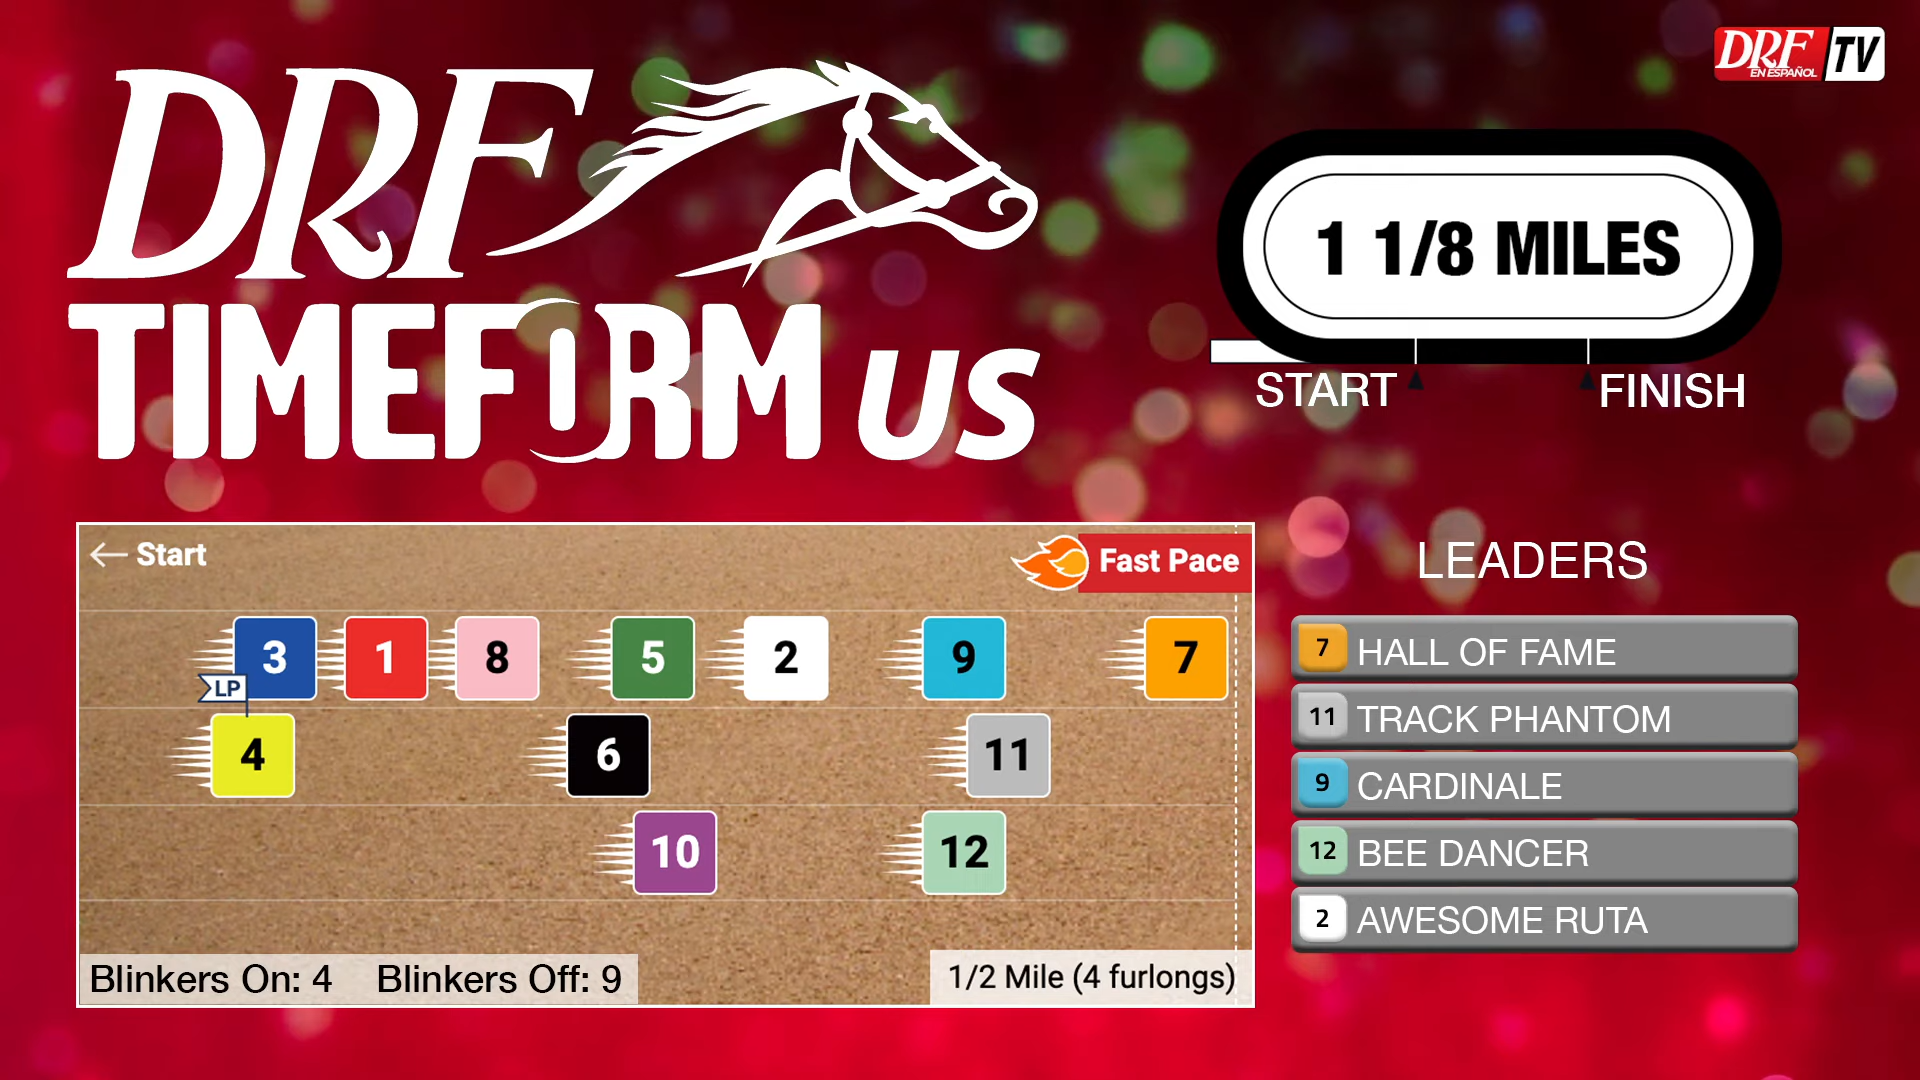 DRF
TIMEFORM US
DRF
EN ESPAÑOL
TV
1 1/8 MILES
START
FINISH
← Start
Fast Pace
3 1 8 5 2 9 7
LP
4 6 11
10 12
Blinkers On: 4 Blinkers Off: 9
1/2 Mile (4 furlongs)
LEADERS
7 HALL OF FAME
11 TRACK PHANTOM
9 CARDINALE
12 BEE DANCER
2 AWESOME RUTA